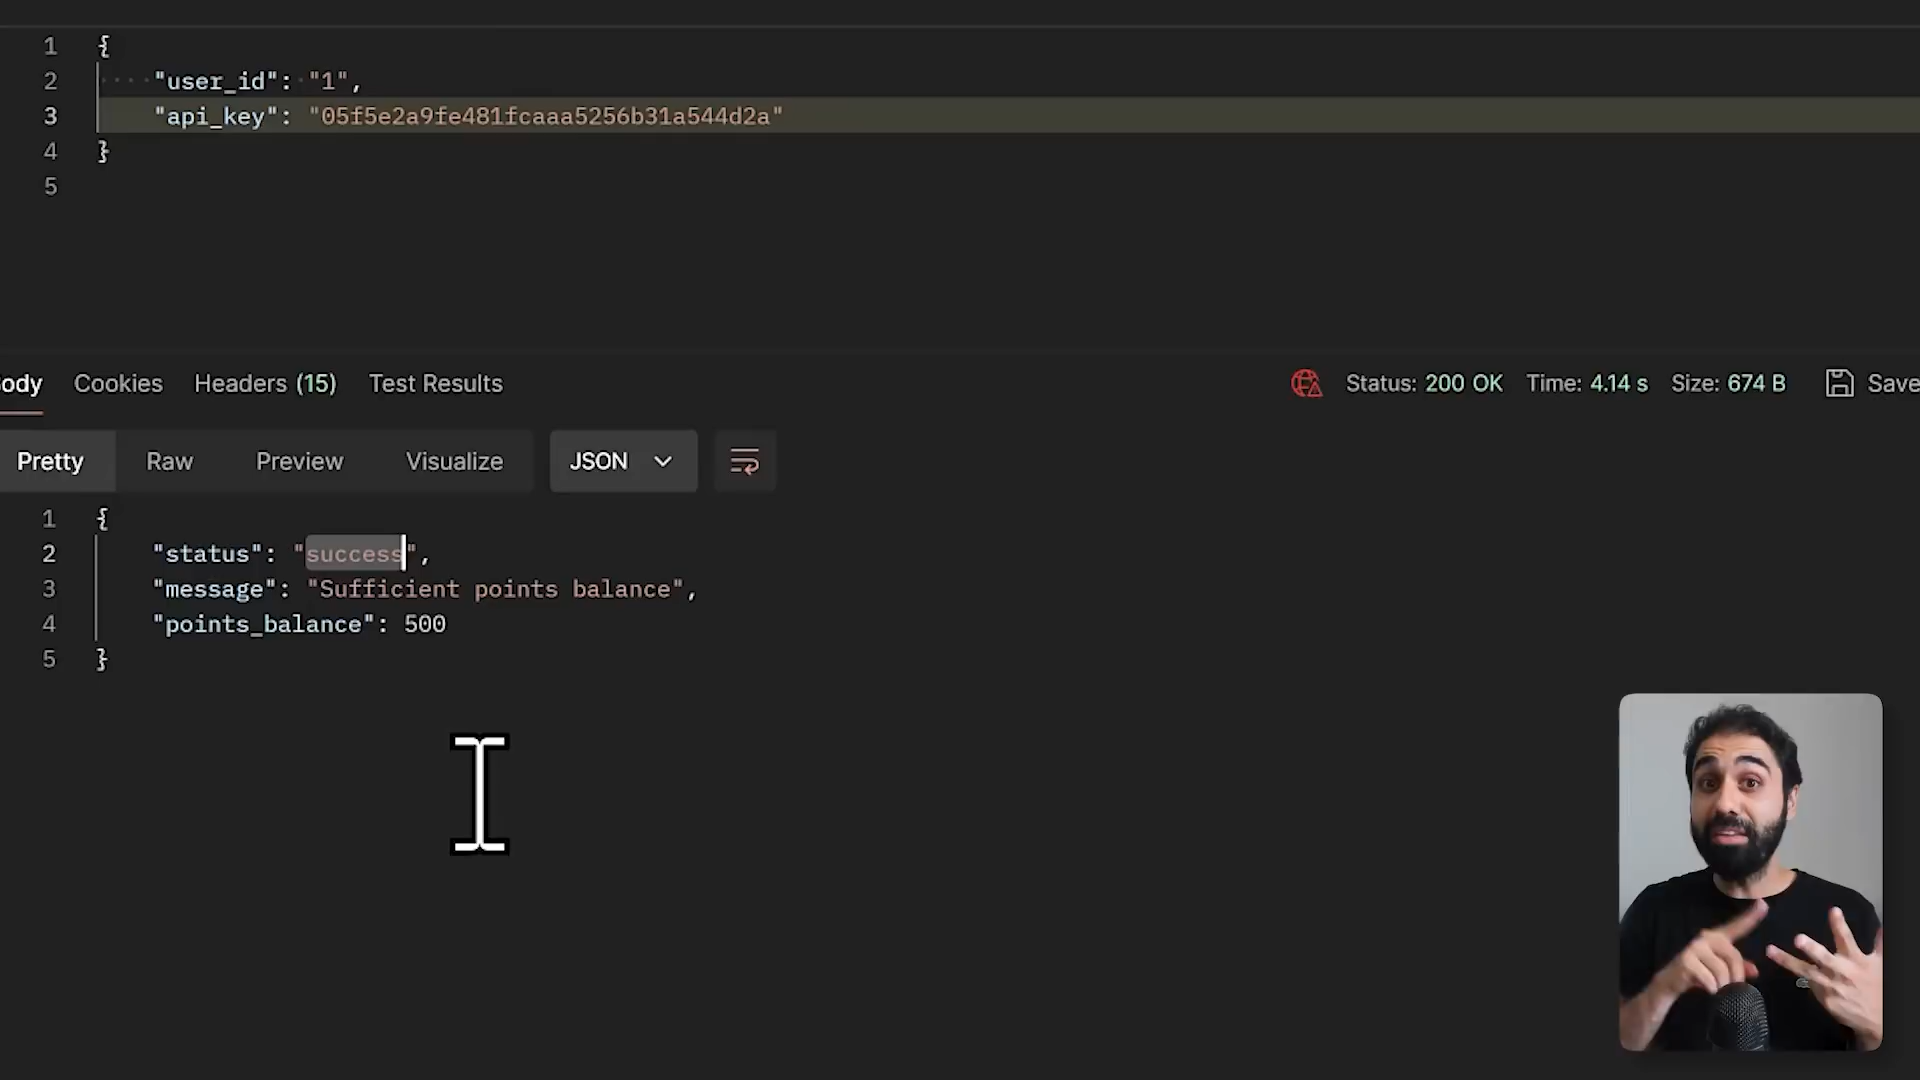 1 {
2 "user_id": "1",
3 "api_key": "05f5e2a9fe481fcaaa5256b31a544d2a"
4 }
5
ody Cookies Headers (15) Test Results Status: 200 OK Time: 4.14 s Size: 674 B Save
Pretty Raw Preview Visualize JSON
1 {
2 "status": "success",
3 "message": "Sufficient points balance",
4 "points_balance": 500
5 }